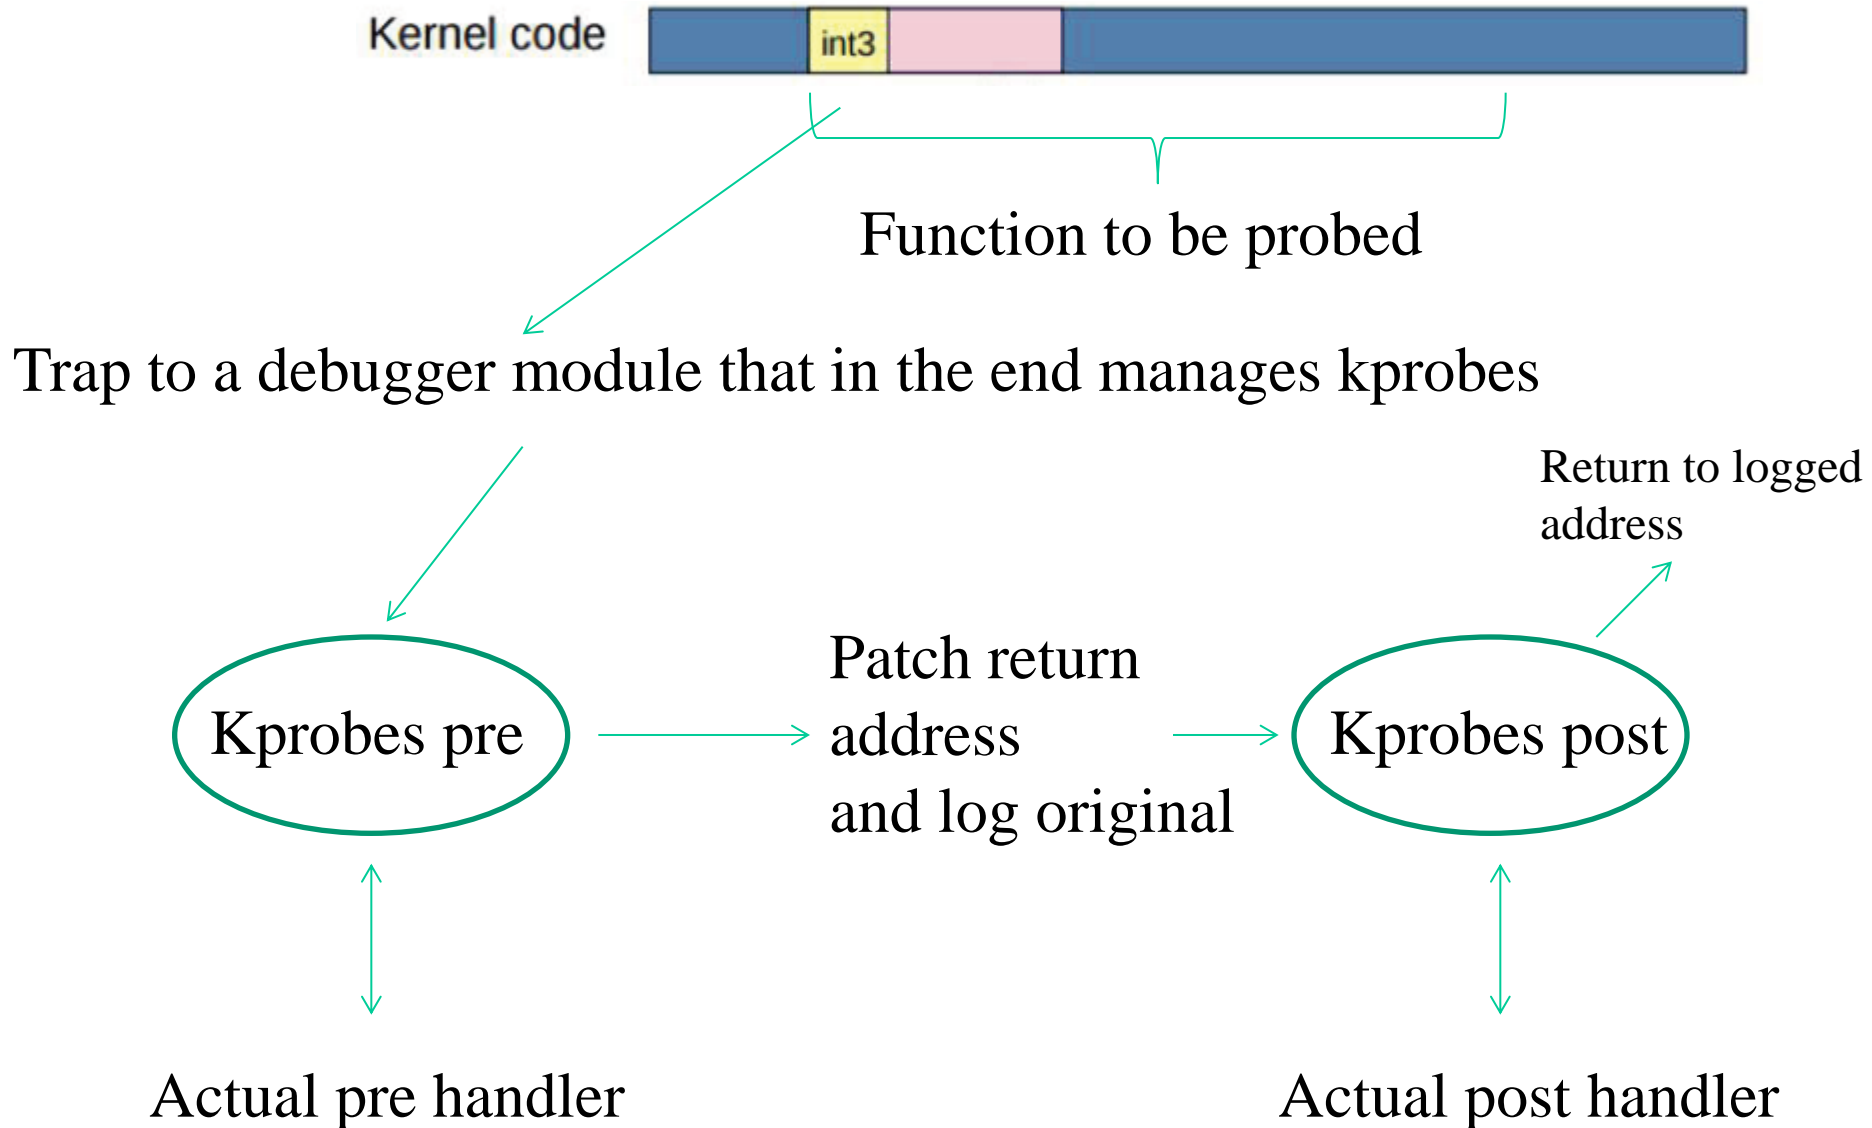 Kernel code
int3
Function to be probed
Trap to a debugger module that in the end manages kprobes
Return to logged
address
Kprobes pre
Patch return
address
and log original
Kprobes post
Actual pre handler
Actual post handler